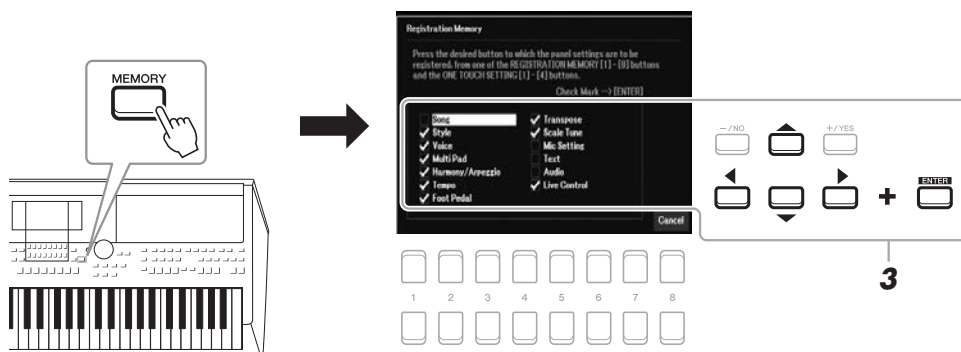 MEMORY
Registration Memory
Press the desired button to which the panel settings are to be
registered, from one of the REGISTRATION MEMORY [1] - [8] buttons
and the ONE TOUCH SETTING [1] - [4] buttons.
Check Mark --> [ENTER]
Song
Style
Voice
Multi Pad
Harmony/Arpeggio
Tempo
Foot Pedal
Transpose
Scale Tune
Mic Setting
Text
Audio
Live Control
Cancel
–/NO
+/YES
ENTER
+
3
1 2 3 4 5 6 7 8